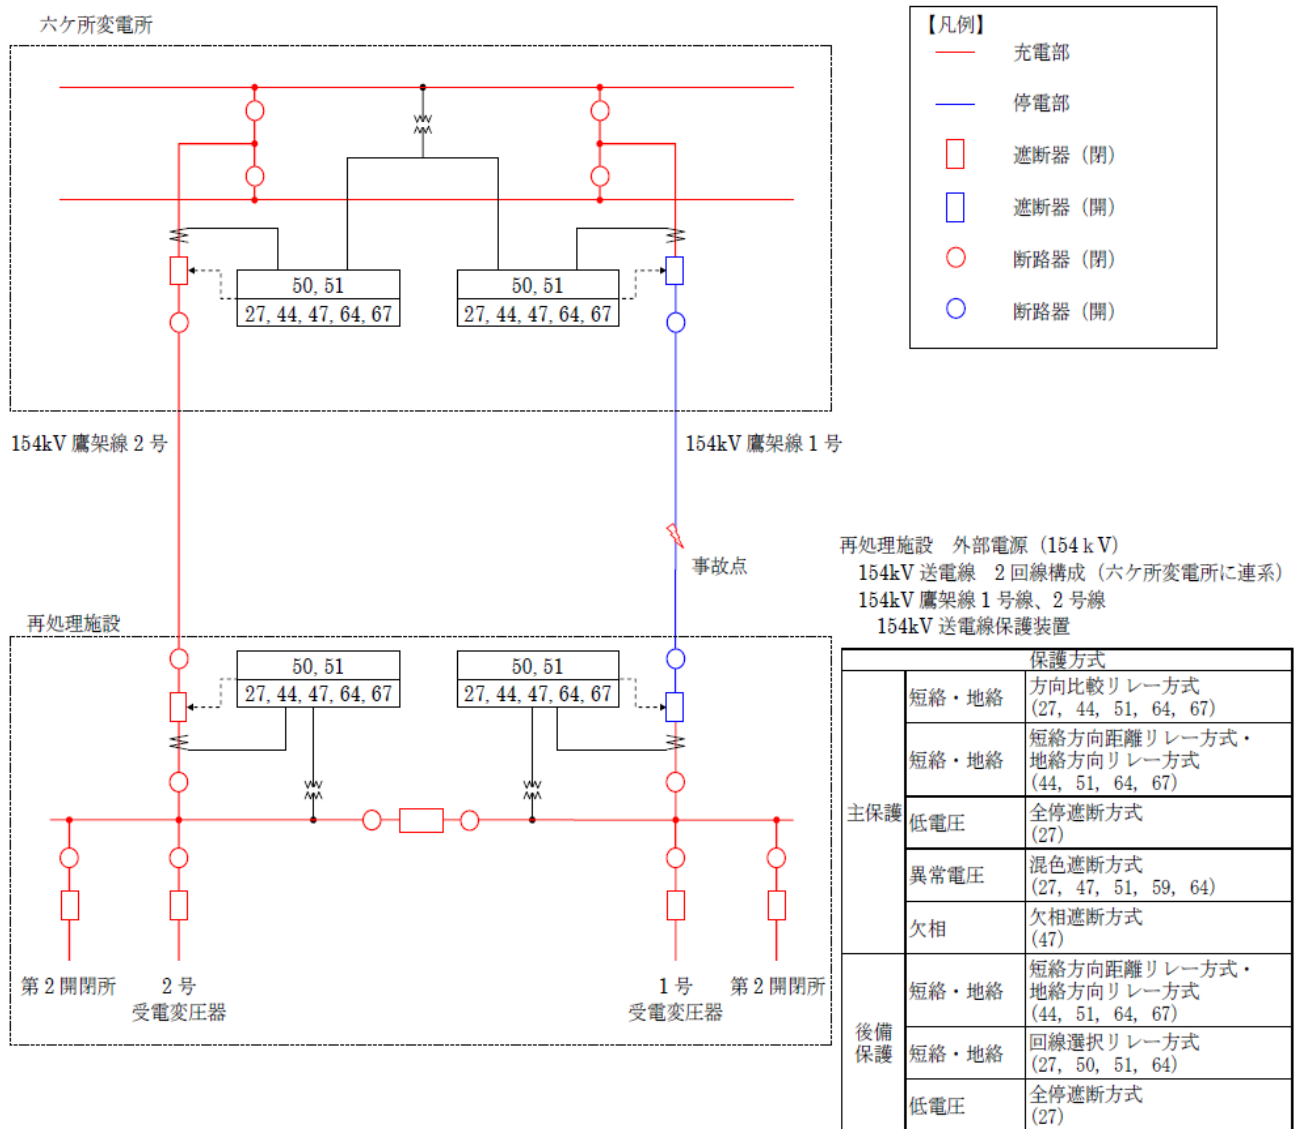 六ケ所変電所
【凡例】
充電部
停電部
遮断器（閉）
遮断器（開）
断路器（閉）
断路器（開）
50, 51
27, 44, 47, 64, 67
50, 51
27, 44, 47, 64, 67
154kV 鷹架線 2 号
154kV 鷹架線 1 号
事故点
再処理施設
50, 51
27, 44, 47, 64, 67
50, 51
27, 44, 47, 64, 67
第 2 開閉所
2 号
受電変圧器
1 号
受電変圧器
第 2 開閉所
再処理施設　外部電源（154ｋV）
154kV 送電線　2 回線構成（六ケ所変電所に連系）
154kV 鷹架線 1 号線、2 号線
154kV 送電線保護装置
保護方式
主保護
短絡・地絡
方向比較リレー方式
(27, 44, 51, 64, 67)
短絡・地絡
短絡方向距離リレー方式・
地絡方向リレー方式
(44, 51, 64, 67)
低電圧
全停遮断方式
(27)
異常電圧
混色遮断方式
(27, 47, 51, 59, 64)
欠相
欠相遮断方式
(47)
後備
保護
短絡・地絡
短絡方向距離リレー方式・
地絡方向リレー方式
(44, 51, 64, 67)
短絡・地絡
回線選択リレー方式
(27, 50, 51, 64)
低電圧
全停遮断方式
(27)